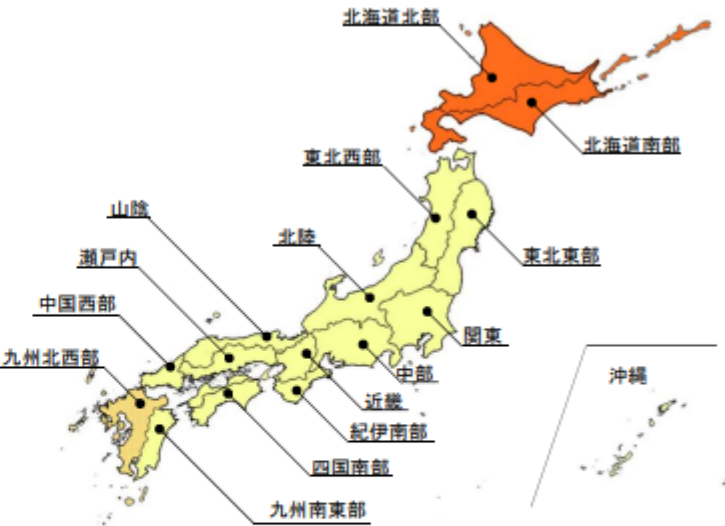 北海道北部
北海道南部
東北西部
東北東部
山陰
北陸
瀬戸内
中国西部
関東
九州北西部
中部
沖縄
近畿
紀伊南部
四国南部
九州南東部